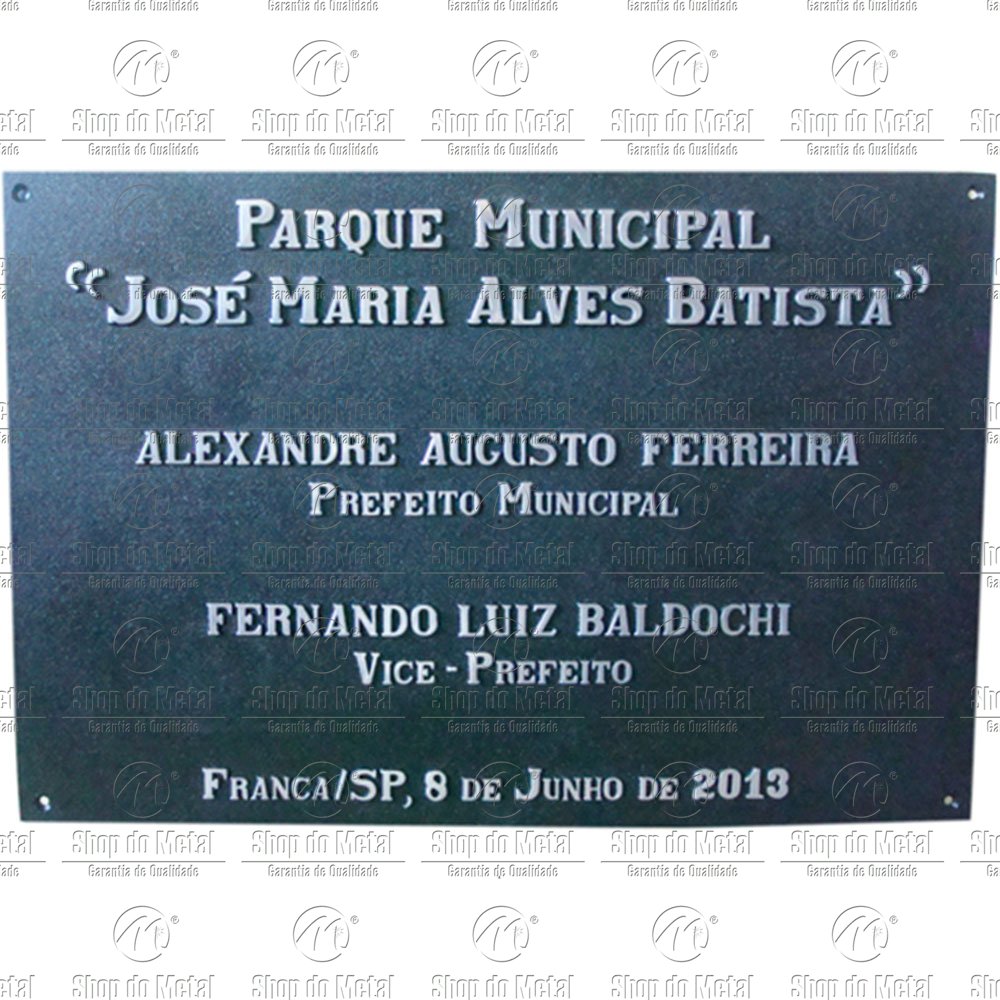 Parque Municipal
“José Maria Alves Batista”
ALEXANDRE AUGUSTO FERREIRA
Prefeito Municipal
FERNANDO LUIZ BALDOCHI
Vice - Prefeito
Franca/SP, 8 de Junho de 2013
Shop do Metal
Garantia de Qualidade